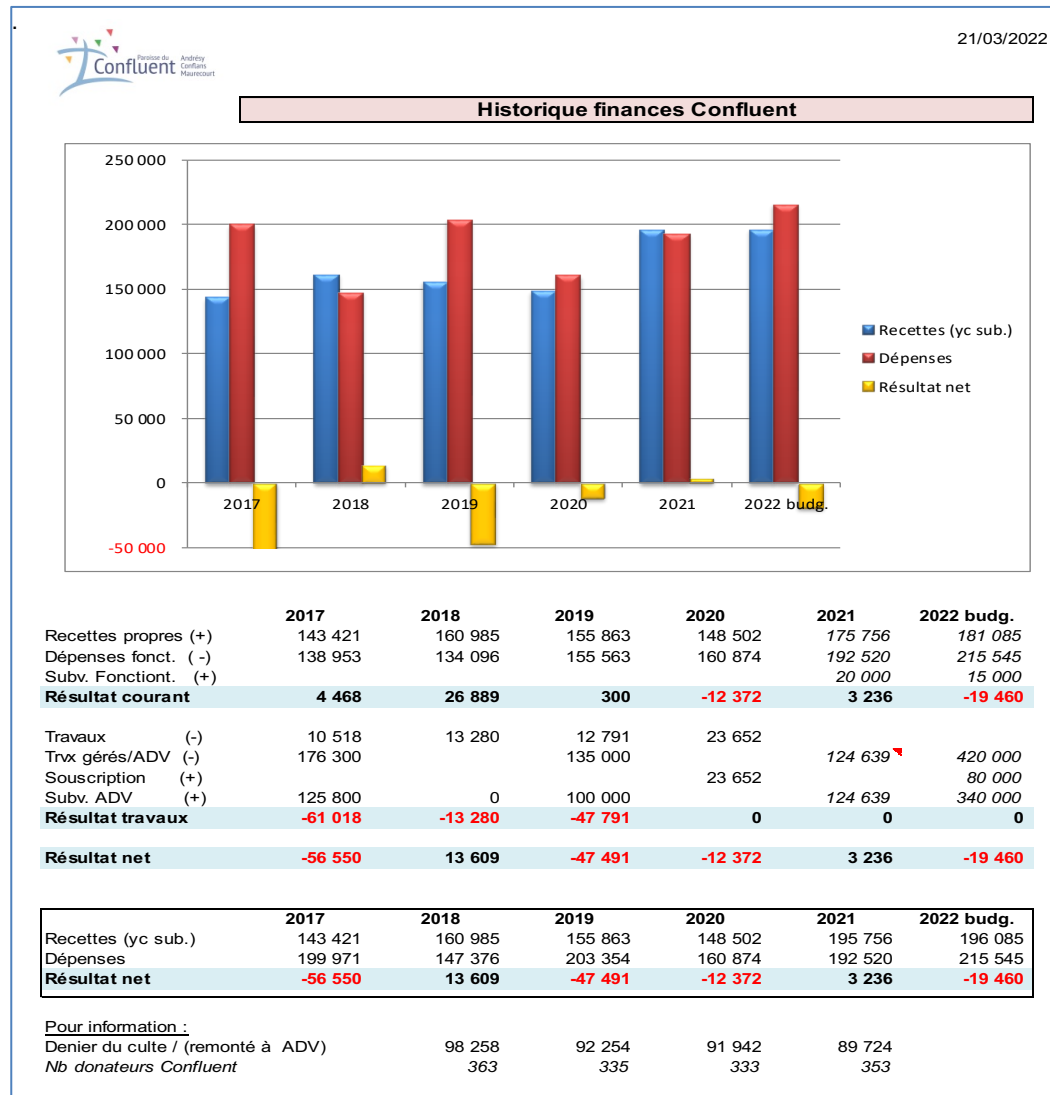 .
21/03/2022
Paroisse du
Confluent
Andrésy
Conflans
Maurecourt
Historique finances Confluent
250 000
200 000
150 000
100 000
50 000
0
-50 000
2017 2018 2019 2020 2021 2022 budg.
Recettes (yc sub.)
Dépenses
Résultat net
2017 2018 2019 2020 2021 2022 budg.
Recettes propres (+) 143 421 160 985 155 863 148 502 175 756 181 085
Dépenses fonct. ( -) 138 953 134 096 155 563 160 874 192 520 215 545
Subv. Fonctiont. (+) 20 000 15 000
Résultat courant 4 468 26 889 300 -12 372 3 236 -19 460
Travaux (-) 10 518 13 280 12 791 23 652
Trvx gérés/ADV (-) 176 300 135 000 124 639 420 000
Souscription (+) 23 652 80 000
Subv. ADV (+) 125 800 0 100 000 124 639 340 000
Résultat travaux -61 018 -13 280 -47 791 0 0 0
Résultat net -56 550 13 609 -47 491 -12 372 3 236 -19 460
2017 2018 2019 2020 2021 2022 budg.
Recettes (yc sub.) 143 421 160 985 155 863 148 502 195 756 196 085
Dépenses 199 971 147 376 203 354 160 874 192 520 215 545
Résultat net -56 550 13 609 -47 491 -12 372 3 236 -19 460
Pour information :
Denier du culte / (remonté à ADV) 98 258 92 254 91 942 89 724
Nb donateurs Confluent 363 335 333 353